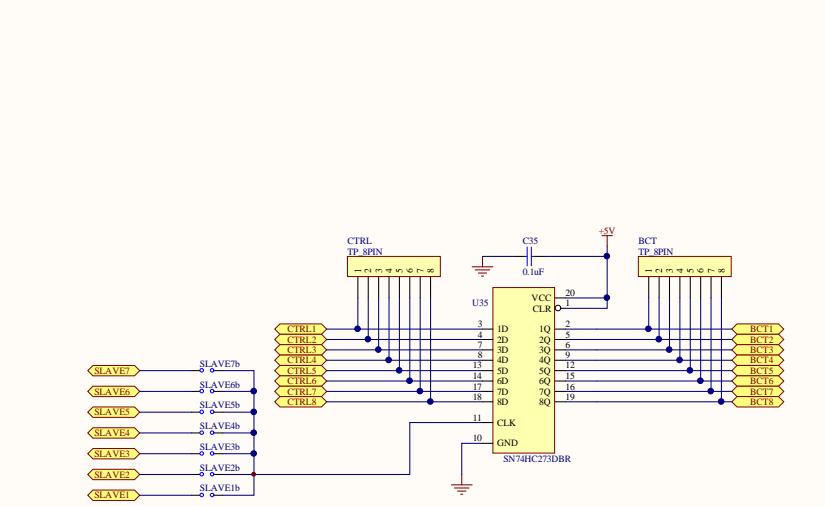 +5V
CTRL C35 BCT
TP_8PIN TP_8PIN
1 2 3 4 5 6 7 8 0.1uF 1 2 3 4 5 6 7 8
U35 VCC 20
CLR 1
CTRL1 3 1D 1Q 2 BCT1
CTRL2 4 2D 2Q 5 BCT2
CTRL3 7 3D 3Q 6 BCT3
CTRL4 8 4D 4Q 9 BCT4
CTRL5 13 5D 5Q 12 BCT5
CTRL6 14 6D 6Q 15 BCT6
CTRL7 17 7D 7Q 16 BCT7
CTRL8 18 8D 8Q 19 BCT8
11 CLK
10 GND
SN74HC273DBR
SLAVE7 SLAVE7b
SLAVE6 SLAVE6b
SLAVE5 SLAVE5b
SLAVE4 SLAVE4b
SLAVE3 SLAVE3b
SLAVE2 SLAVE2b
SLAVE1 SLAVE1b